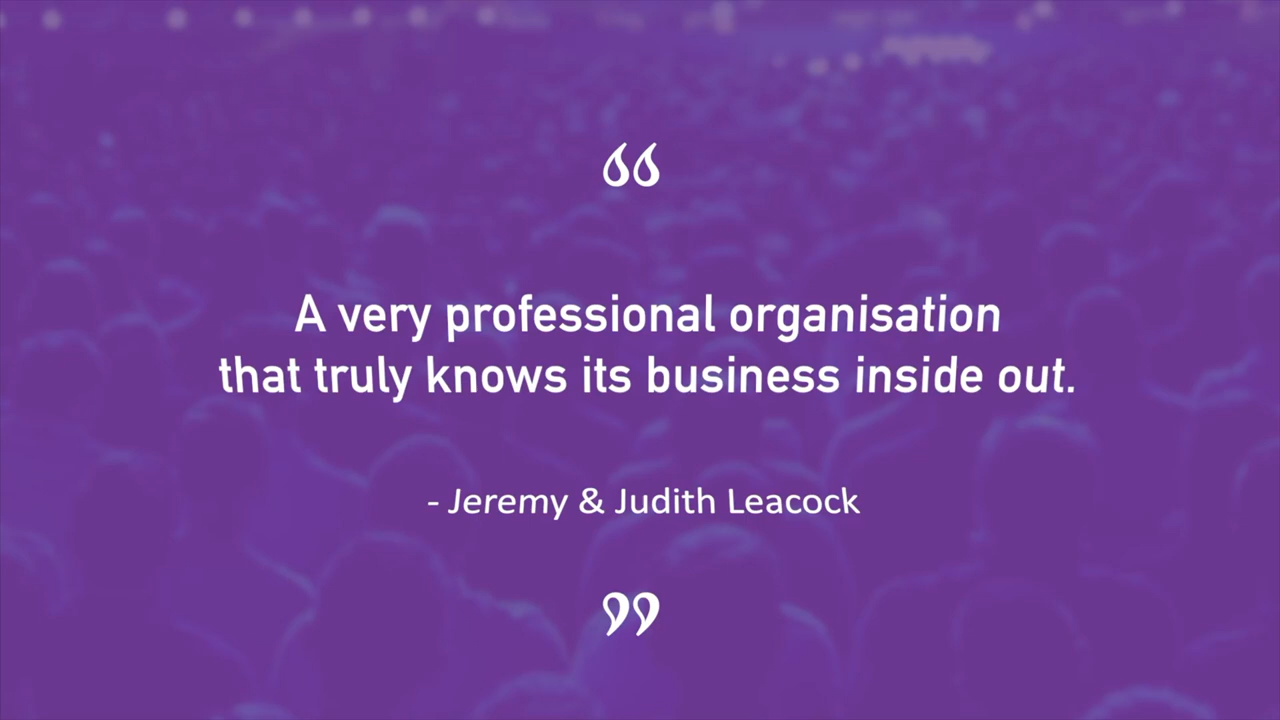 “
A very professional organisation
that truly knows its business inside out.
- Jeremy & Judith Leacock
”